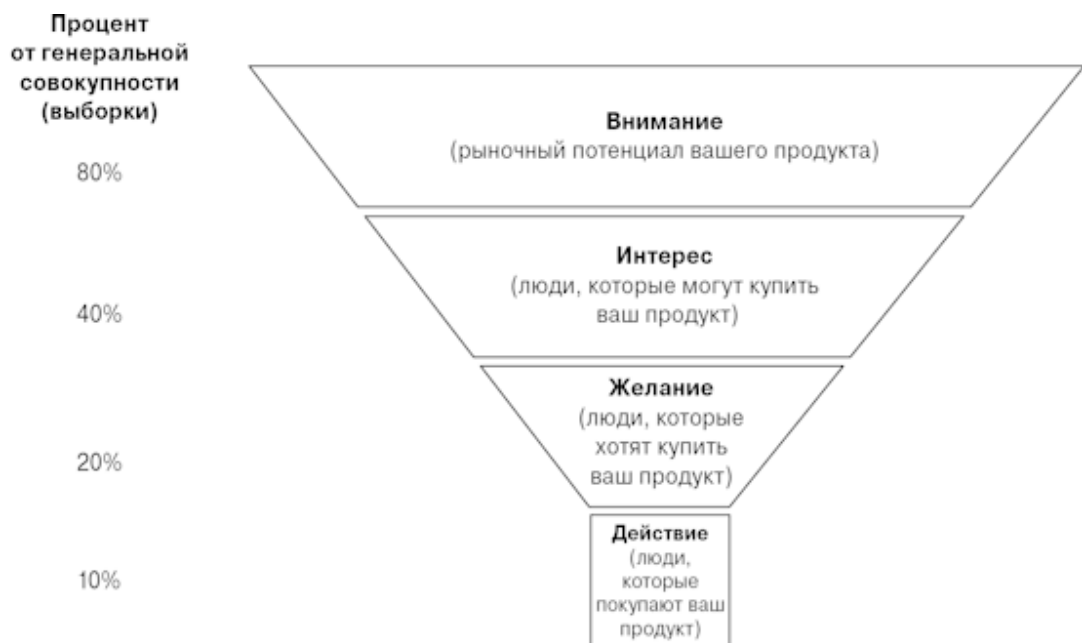 Процент
от генеральной
совокупности
(выборки)
Внимание
(рыночный потенциал вашего продукта)
80%
Интерес
(люди, которые могут купить
ваш продукт)
40%
Желание
(люди, которые
хотят купить
ваш продукт)
20%
Действие
(люди,
которые
покупают ваш
продукт)
10%